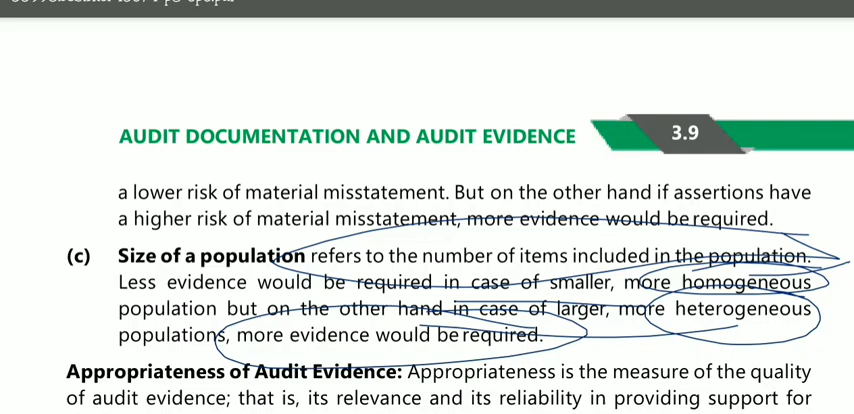 AUDIT DOCUMENTATION AND AUDIT EVIDENCE 3.9
a lower risk of material misstatement. But on the other hand if assertions have
a higher risk of material misstatement, more evidence would be required.
(c) Size of a population refers to the number of items included in the population.
Less evidence would be required in case of smaller, more homogeneous
population but on the other hand in case of larger, more heterogeneous
populations, more evidence would be required.
Appropriateness of Audit Evidence: Appropriateness is the measure of the quality
of audit evidence; that is, its relevance and its reliability in providing support for